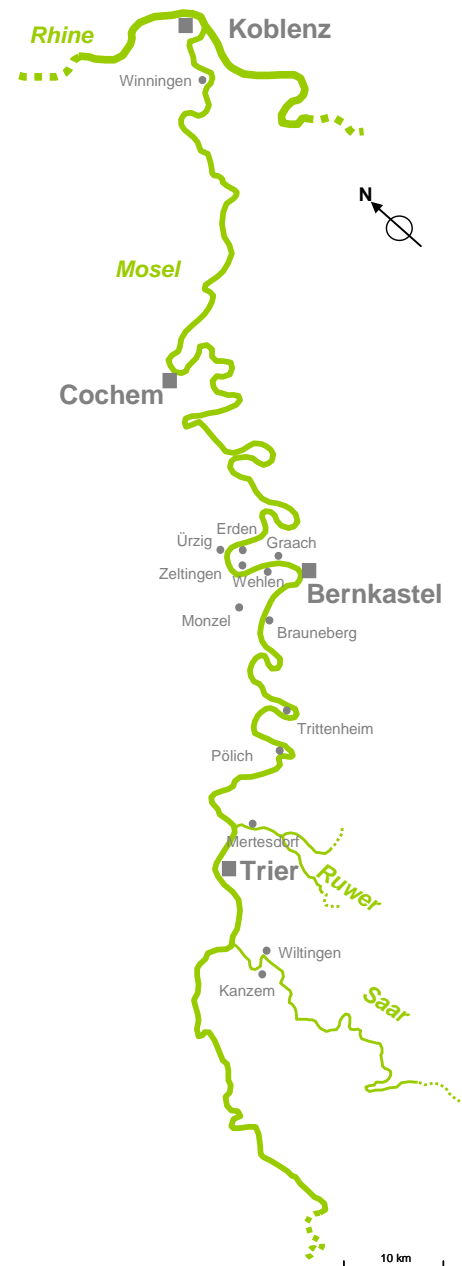 Koblenz
Rhine
Winningen
N
Mosel
Cochem
Erden
Ürzig
Graach
Zeltingen
Wehlen
Bernkastel
Monzel
Brauneberg
Trittenheim
Pölich
Mertesdorf
Trier
Ruwer
Wiltingen
Kanzem
Saar
10 km